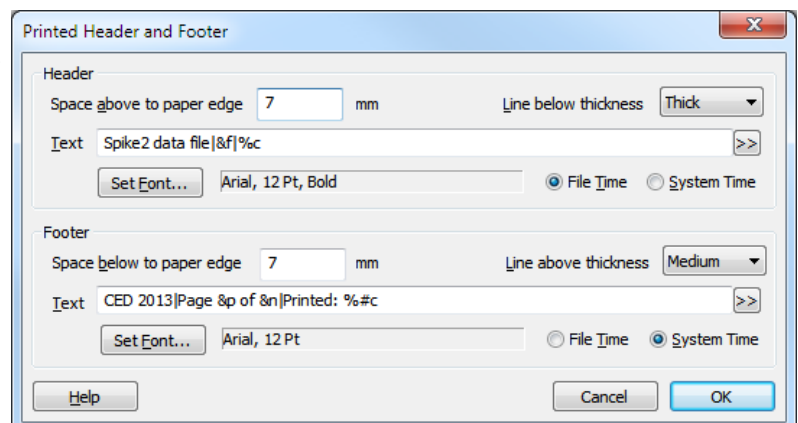 Printed Header and Footer
Header
Space above to paper edge 7 mm Line below thickness Thick
Text Spike2 data file|&f|%c >>
Set Font... Arial, 12 Pt, Bold File Time System Time
Footer
Space below to paper edge 7 mm Line above thickness Medium
Text CED 2013|Page &p of &n|Printed: %#c >>
Set Font... Arial, 12 Pt File Time System Time
Help Cancel OK